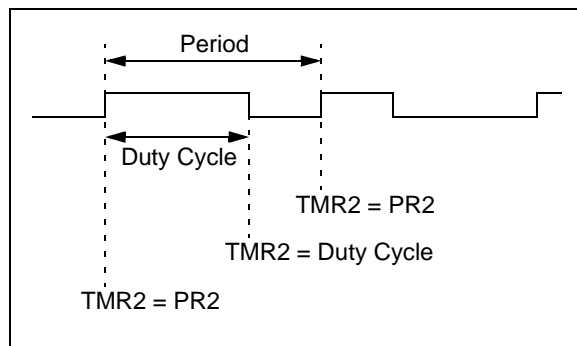 Period
Duty Cycle
TMR2 = PR2
TMR2 = Duty Cycle
TMR2 = PR2